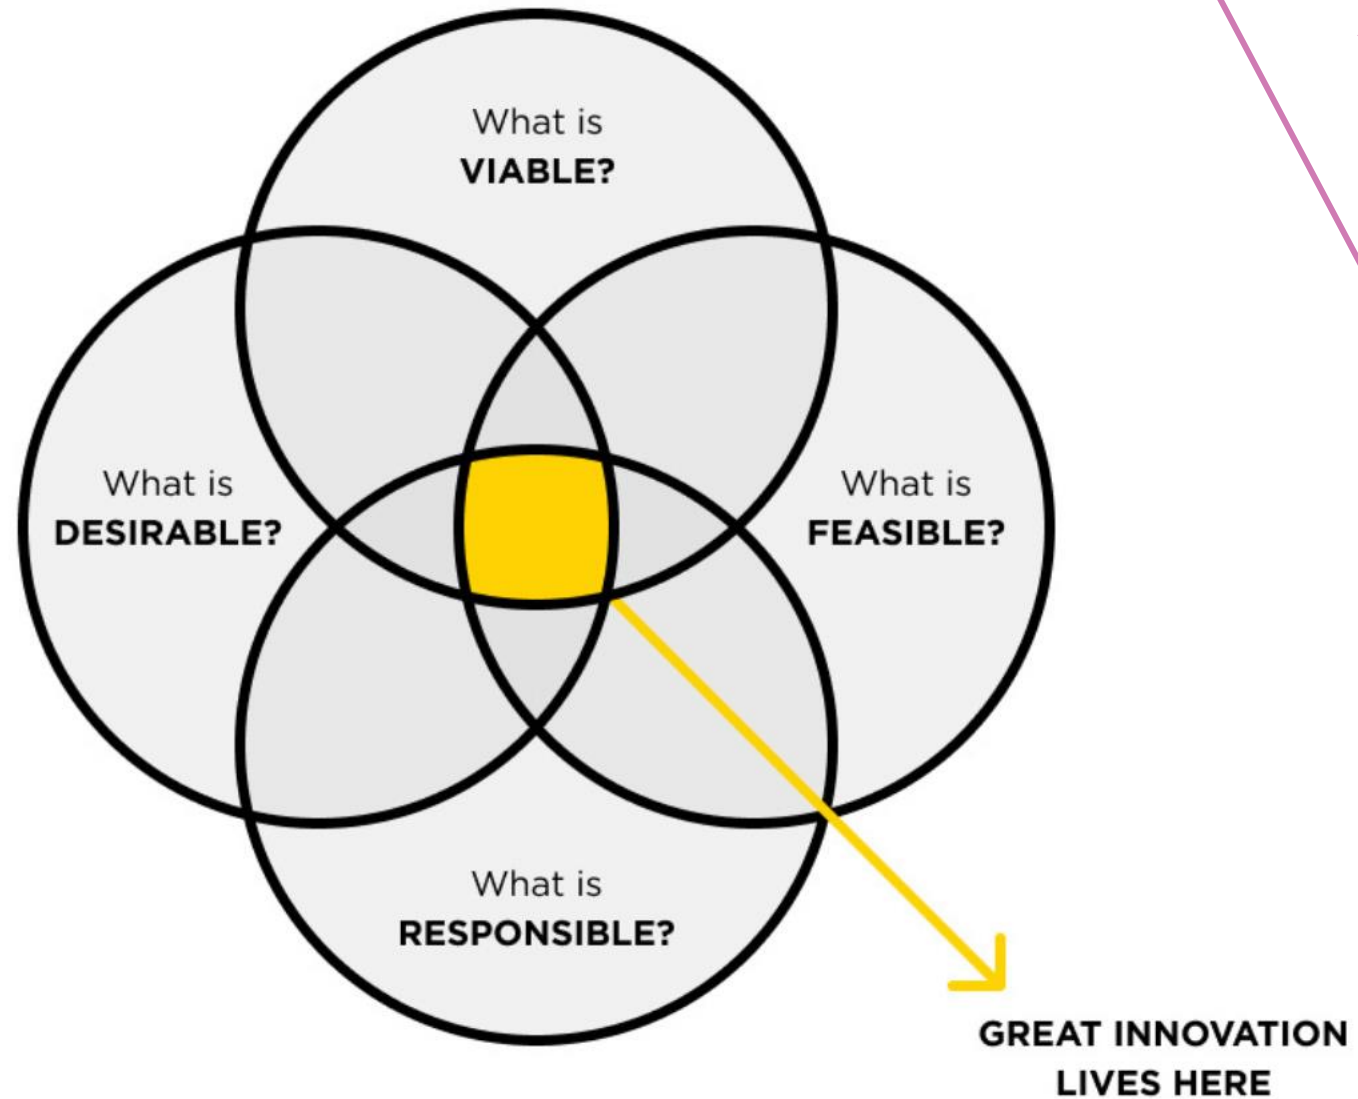 What is
VIABLE?
What is
DESIRABLE?
What is
FEASIBLE?
What is
RESPONSIBLE?
GREAT INNOVATION
LIVES HERE